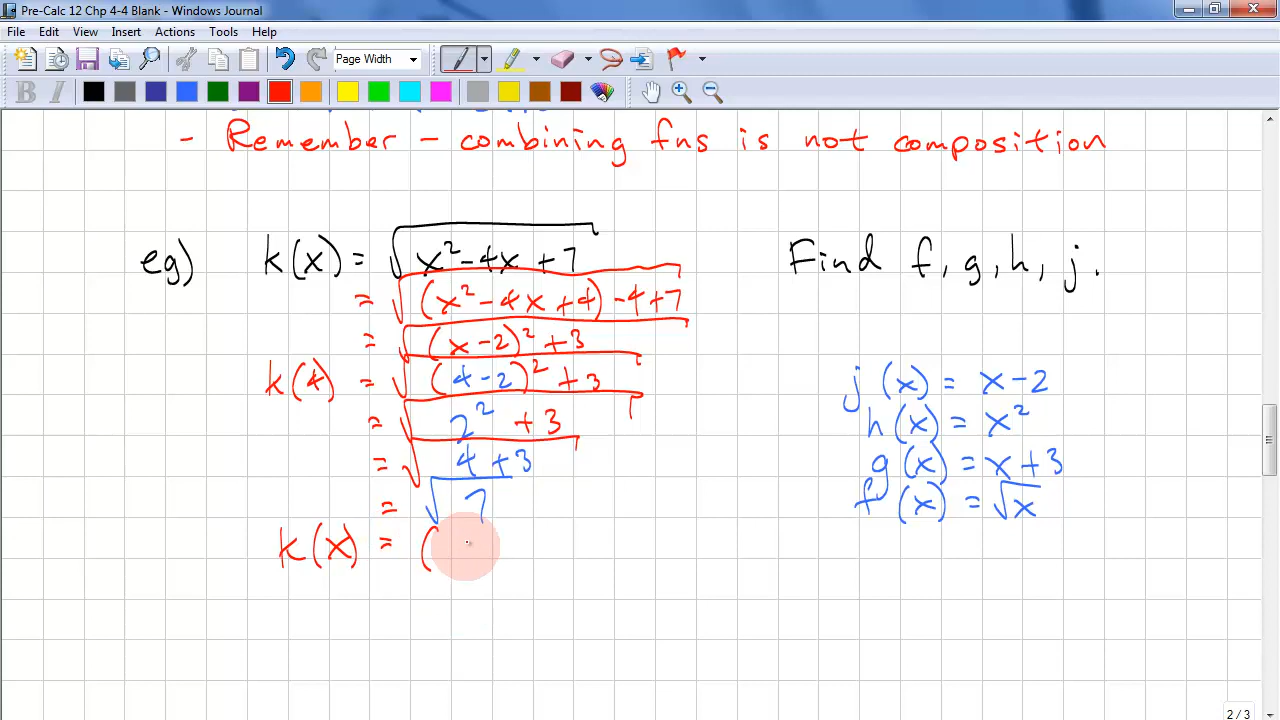 Pre-Calc 12 Chp 4-4 Blank - Windows Journal
File Edit View Insert Actions Tools Help
Page Width
B I
- Remember - combining fns is not composition
eg) k(x) = √(x² - 4x + 7) Find f, g, h, j.
= √((x² - 4x + 4) - 4 + 7)
= √((x - 2)² + 3)
k(4) = √((4 - 2)² + 3) j(x) = x - 2
= √(2² + 3) h(x) = x²
= √(4 + 3) g(x) = x + 3
= √7 f(x) = √x
k(x) = (
2 / 3